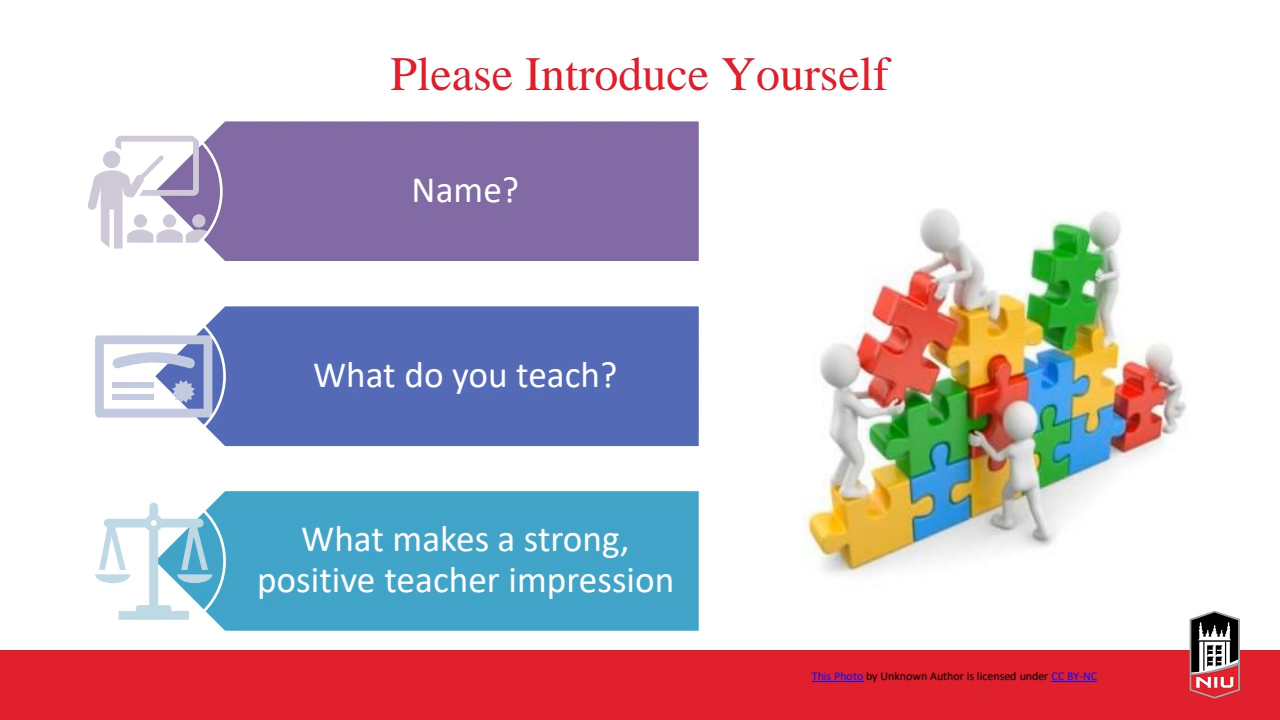 Please Introduce Yourself
Name?
What do you teach?
What makes a strong,
positive teacher impression
This Photo by Unknown Author is licensed under CC BY-NC
NIU